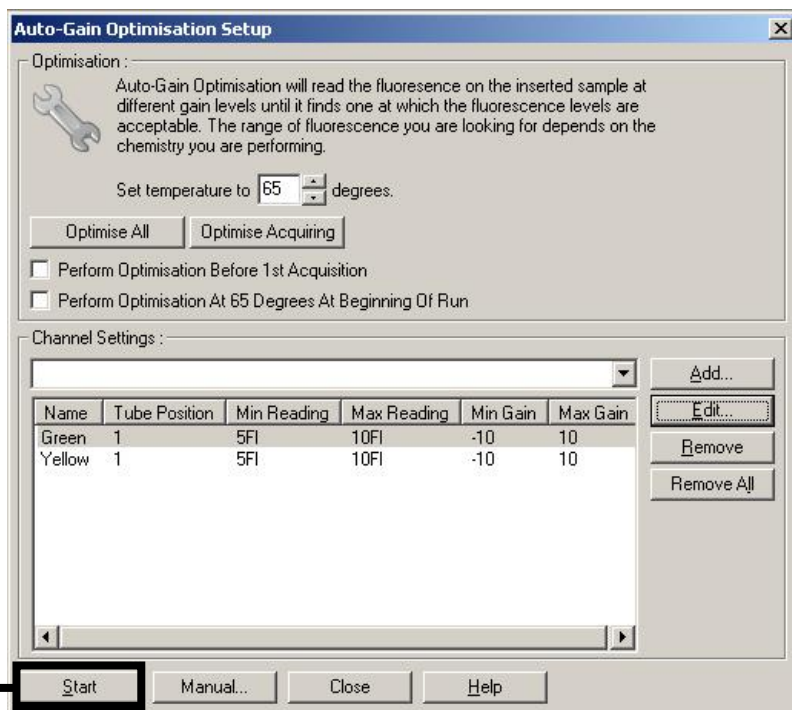 Auto-Gain Optimisation Setup
Optimisation :
Auto-Gain Optimisation will read the fluoresence on the inserted sample at
different gain levels until it finds one at which the fluorescence levels are
acceptable. The range of fluorescence you are looking for depends on the
chemistry you are performing.
Set temperature to 65 degrees.
Optimise All Optimise Acquiring
Perform Optimisation Before 1st Acquisition
Perform Optimisation At 65 Degrees At Beginning Of Run
Channel Settings :
Add...
Name Tube Position Min Reading Max Reading Min Gain Max Gain
Green 1 5Fl 10Fl -10 10
Yellow 1 5Fl 10Fl -10 10
Edit...
Remove
Remove All
Start Manual... Close Help